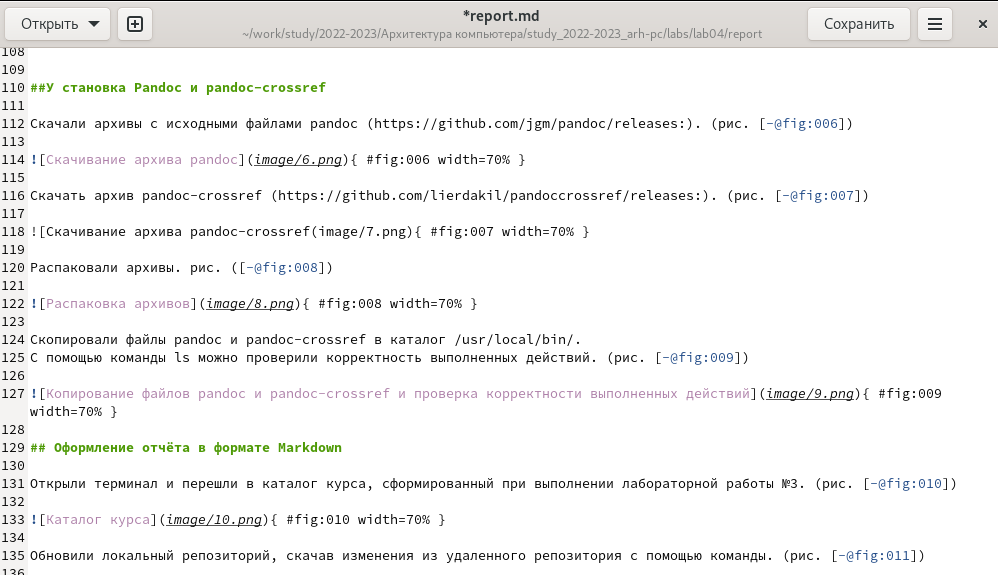 Открыть
*report.md
~/work/study/2022-2023/Архитектура компьютера/study_2022-2023_arh-pc/labs/lab04/report
Сохранить
108
109
110 ##У становка Pandoc и pandoc-crossref
111
112 Скачали архивы с исходными файлами pandoc (https://github.com/jgm/pandoc/releases:). (рис. [-@fig:006])
113
114 ![Скачивание архива pandoc](image/6.png){ #fig:006 width=70% }
115
116 Скачать архив pandoc-crossref (https://github.com/lierdakil/pandoccrossref/releases:). (рис. [-@fig:007])
117
118 ![Скачивание архива pandoc-crossref(image/7.png){ #fig:007 width=70% }
119
120 Распаковали архивы. рис. ([-@fig:008])
121
122 ![Распаковка архивов](image/8.png){ #fig:008 width=70% }
123
124 Скопировали файлы pandoc и pandoc-crossref в каталог /usr/local/bin/.
125 С помощью команды ls можно проверили корректность выполненных действий. (рис. [-@fig:009])
126
127 ![Копирование файлов pandoc и pandoc-crossref и проверка корректности выполненных действий](image/9.png){ #fig:009
width=70% }
128
129 ## Оформление отчёта в формате Markdown
130
131 Открыли терминал и перешли в каталог курса, сформированный при выполнении лабораторной работы №3. (рис. [-@fig:010])
132
133 ![Каталог курса](image/10.png){ #fig:010 width=70% }
134
135 Обновили локальный репозиторий, скачав изменения из удаленного репозитория с помощью команды. (рис. [-@fig:011])
136